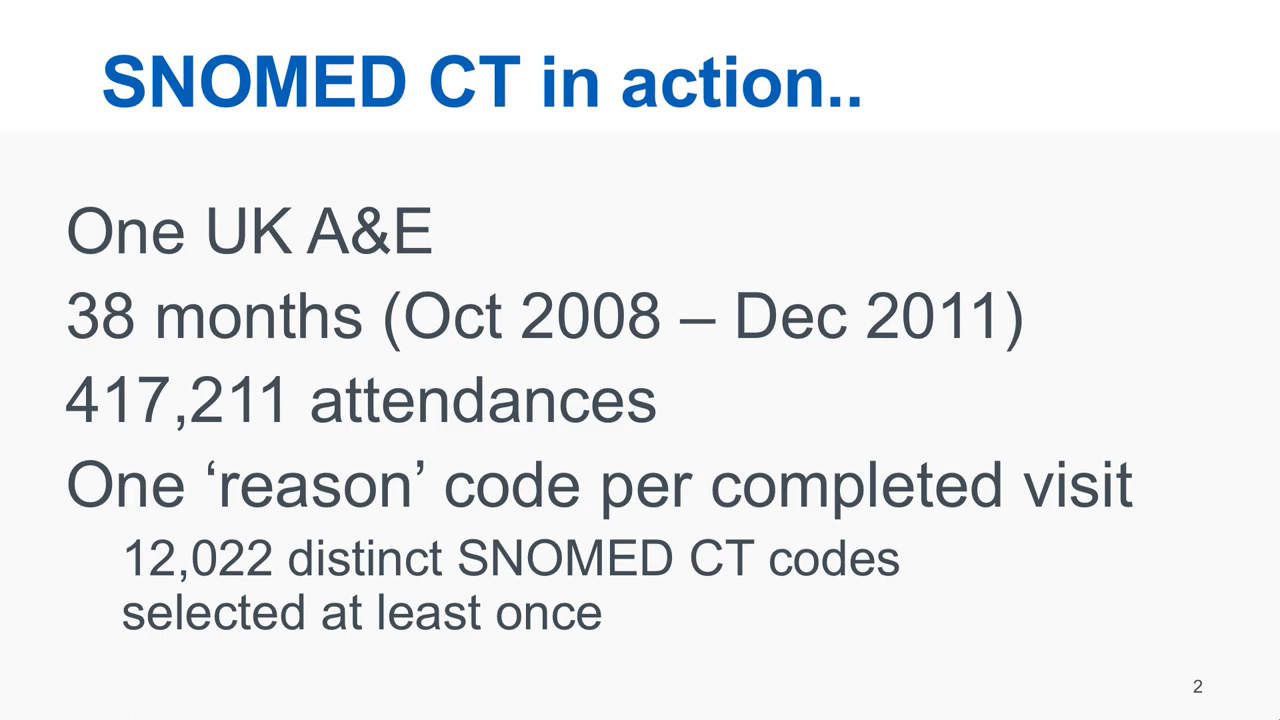 SNOMED CT in action..
One UK A&E
38 months (Oct 2008 – Dec 2011)
417,211 attendances
One ‘reason’ code per completed visit
12,022 distinct SNOMED CT codes
selected at least once
2